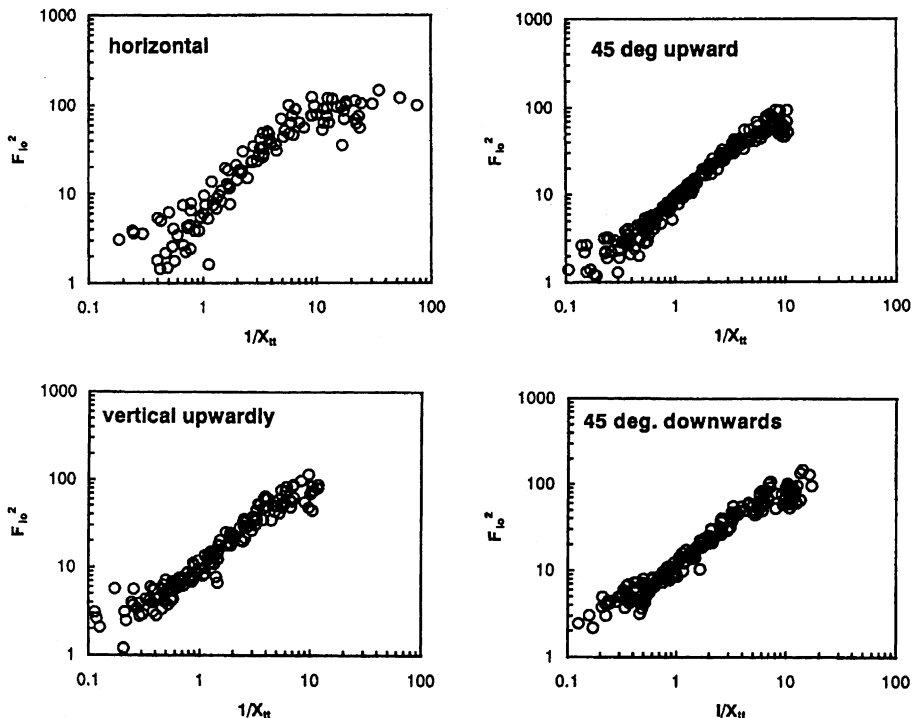 horizontal
1000
100
10
1
F_lo^2
0.1 1 10 100
1/X_tt
45 deg upward
1000
100
10
1
F_lo^2
0.1 1 10 100
1/X_tt
vertical upwardly
1000
100
10
1
F_lo^2
0.1 1 10 100
1/X_tt
45 deg. downwards
1000
100
10
1
F_lo^2
0.1 1 10 100
I/X_tt